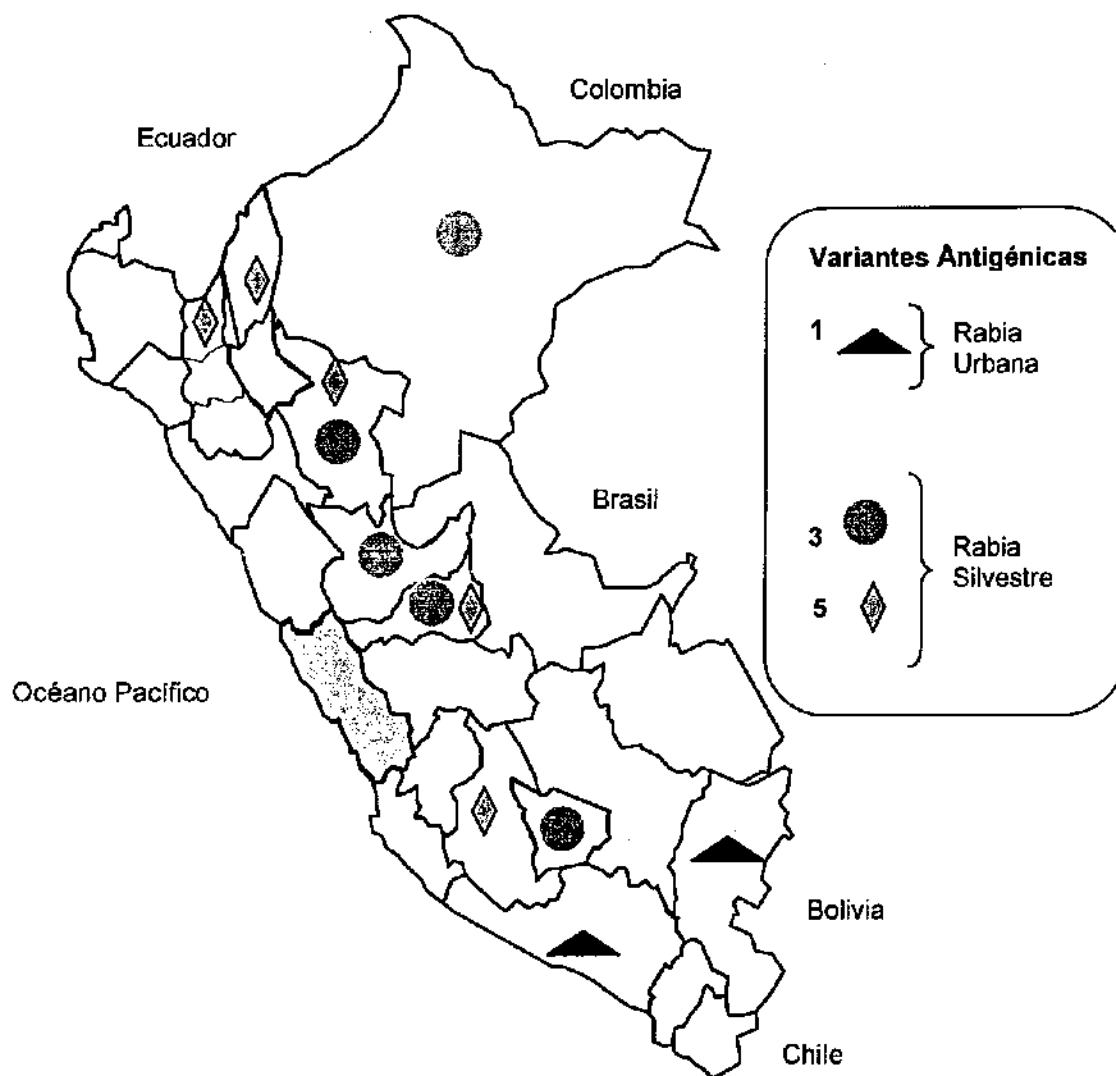 Colombia
Ecuador
Variantes Antigénicas
1
Rabia
Urbana
Brasil
3
Rabia
Silvestre
5
Océano Pacífico
Bolivia
Chile